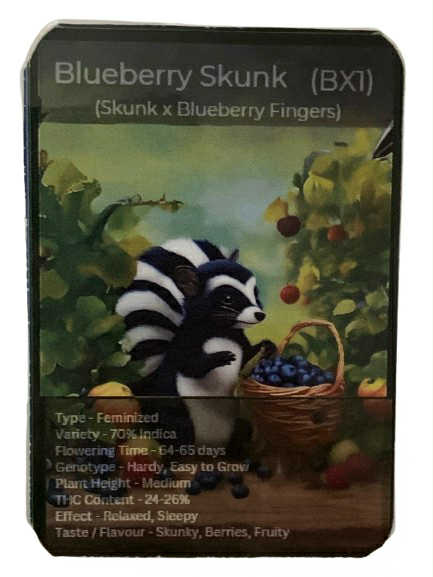 Blueberry Skunk (BX1)
(Skunk x Blueberry Fingers)
Type - Feminized
Variety - 70% Indica
Flowering Time - 64-65 days
Genotype - Hardy, Easy to Grow
Plant Height - Medium
THC Content - 24-26%
Effect - Relaxed, Sleepy
Taste / Flavour - Skunky, Berries, Fruity